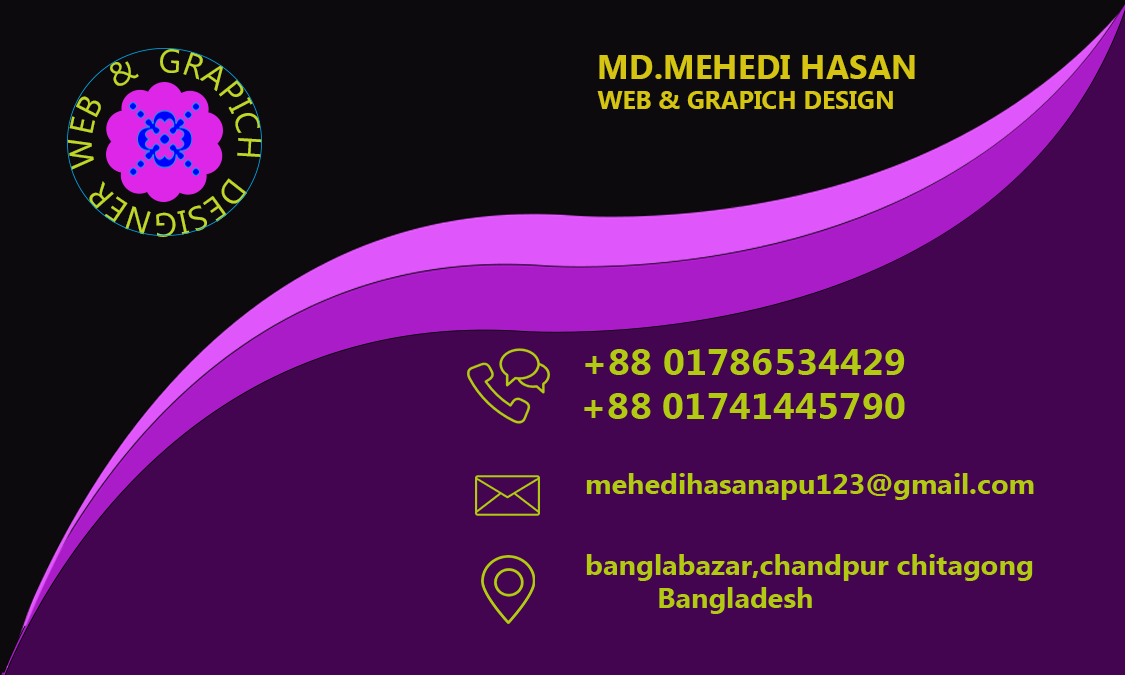 WEB & GRAPICH DESIGNER
MD.MEHEDI HASAN
WEB & GRAPICH DESIGN
+88 01786534429
+88 01741445790
mehedihasanapu123@gmail.com
banglabazar,chandpur chitagong
Bangladesh